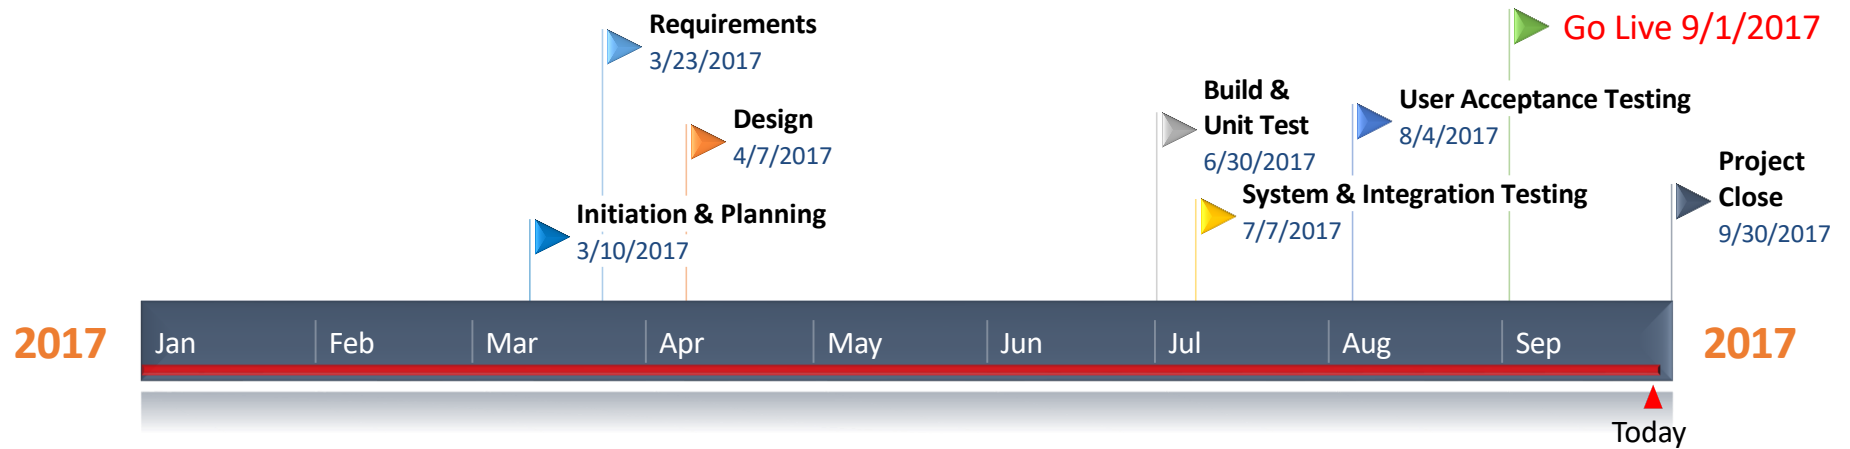 Requirements
3/23/2017
Go Live 9/1/2017
Build &
Unit Test
6/30/2017
User Acceptance Testing
8/4/2017
Design
4/7/2017
Project
Close
9/30/2017
System & Integration Testing
7/7/2017
Initiation & Planning
3/10/2017
2017
Jan
Feb
Mar
Apr
May
Jun
Jul
Aug
Sep
2017
Today